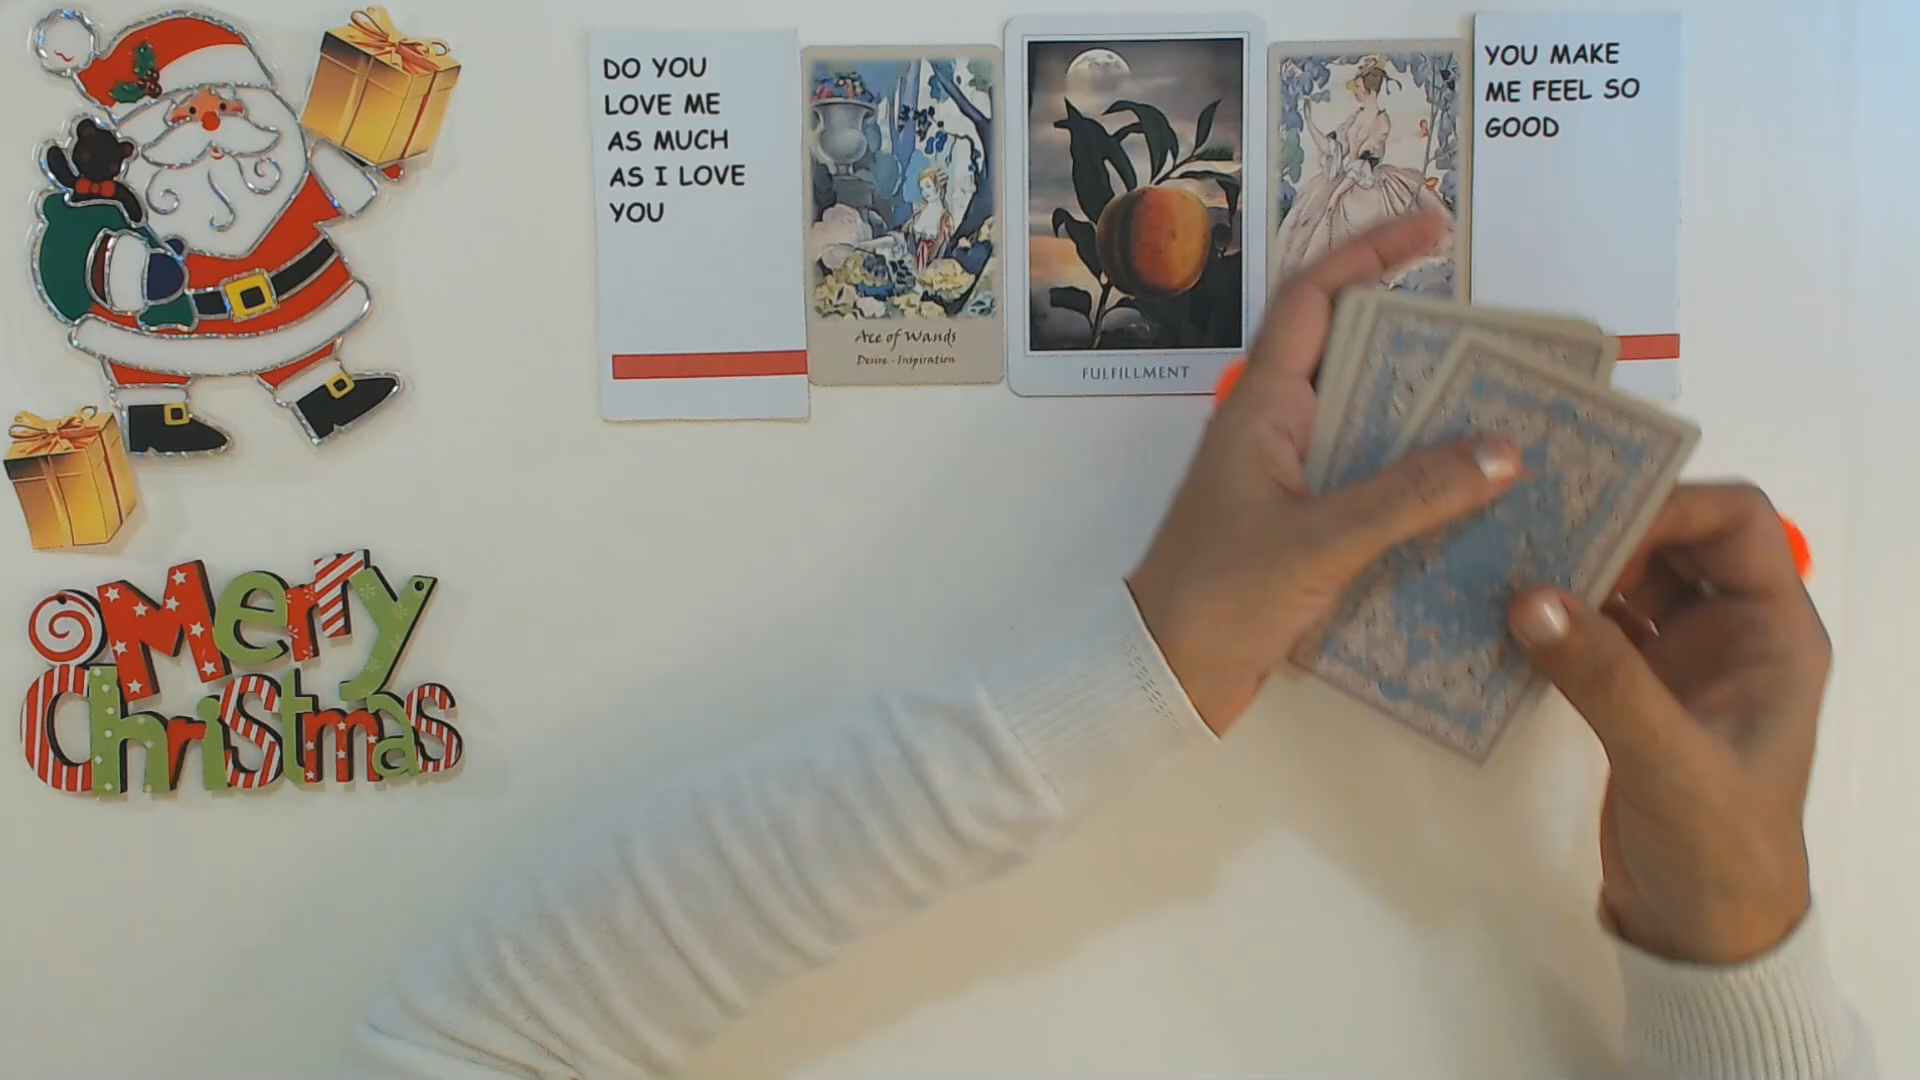 DO YOU
LOVE ME
AS MUCH
AS I LOVE
YOU
Ace of Wands
Desire - Inspiration
FULFILLMENT
YOU MAKE
ME FEEL SO
GOOD
Merry
Christmas